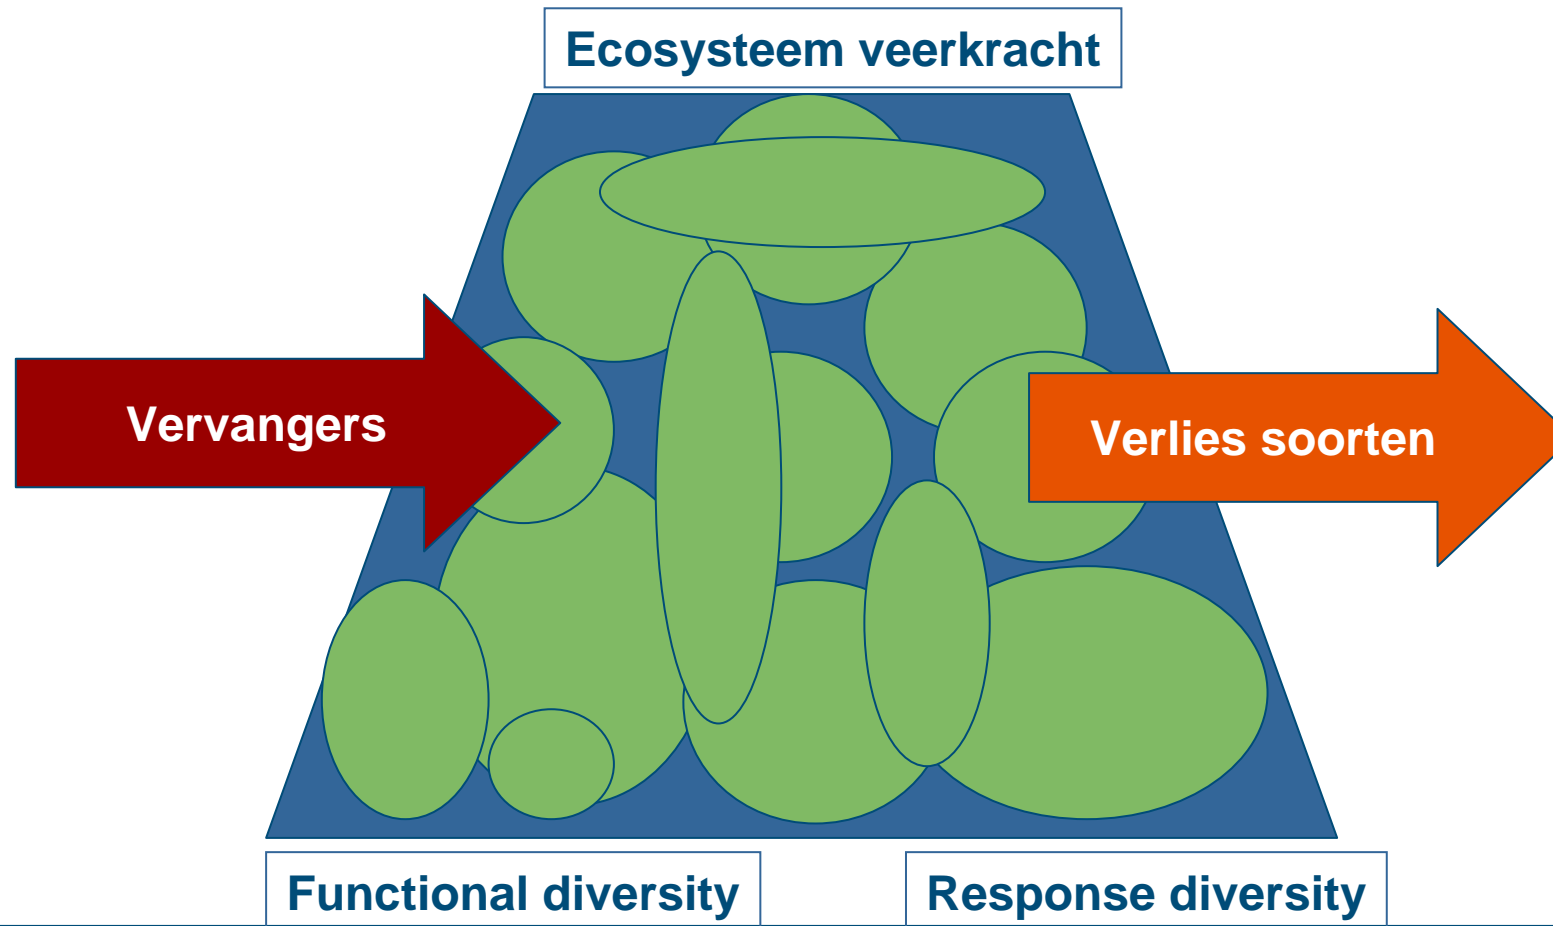 Ecosysteem veerkracht
Vervangers
Verlies soorten
Functional diversity
Response diversity